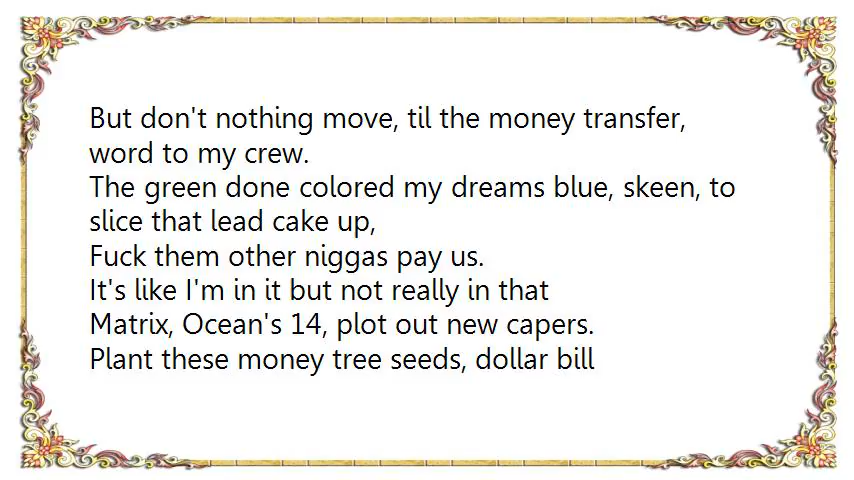 But don't nothing move, til the money transfer,
word to my crew.
The green done colored my dreams blue, skeen, to
slice that lead cake up,
Fuck them other niggas pay us.
It's like I'm in it but not really in that
Matrix, Ocean's 14, plot out new capers.
Plant these money tree seeds, dollar bill